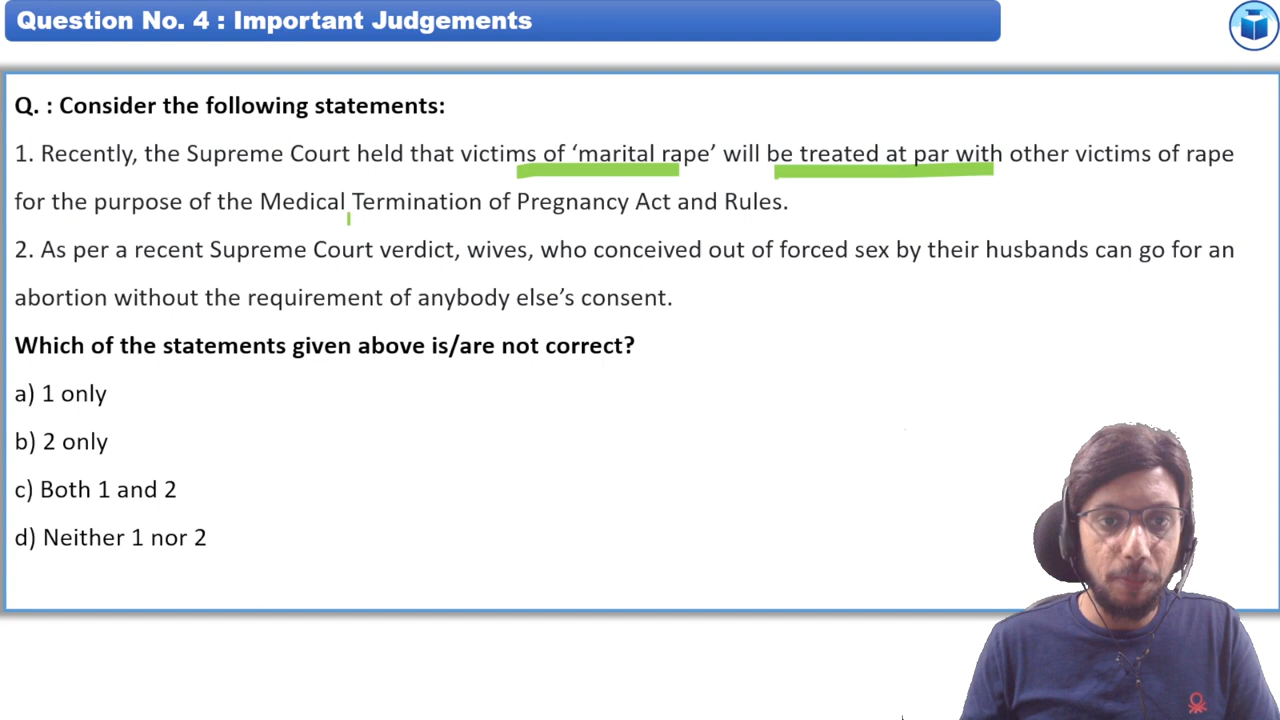 Question No. 4 : Important Judgements
Q. : Consider the following statements:
1. Recently, the Supreme Court held that victims of ‘marital rape’ will be treated at par with other victims of rape
for the purpose of the Medical Termination of Pregnancy Act and Rules.
2. As per a recent Supreme Court verdict, wives, who conceived out of forced sex by their husbands can go for an
abortion without the requirement of anybody else’s consent.
Which of the statements given above is/are not correct?
a) 1 only
b) 2 only
c) Both 1 and 2
d) Neither 1 nor 2